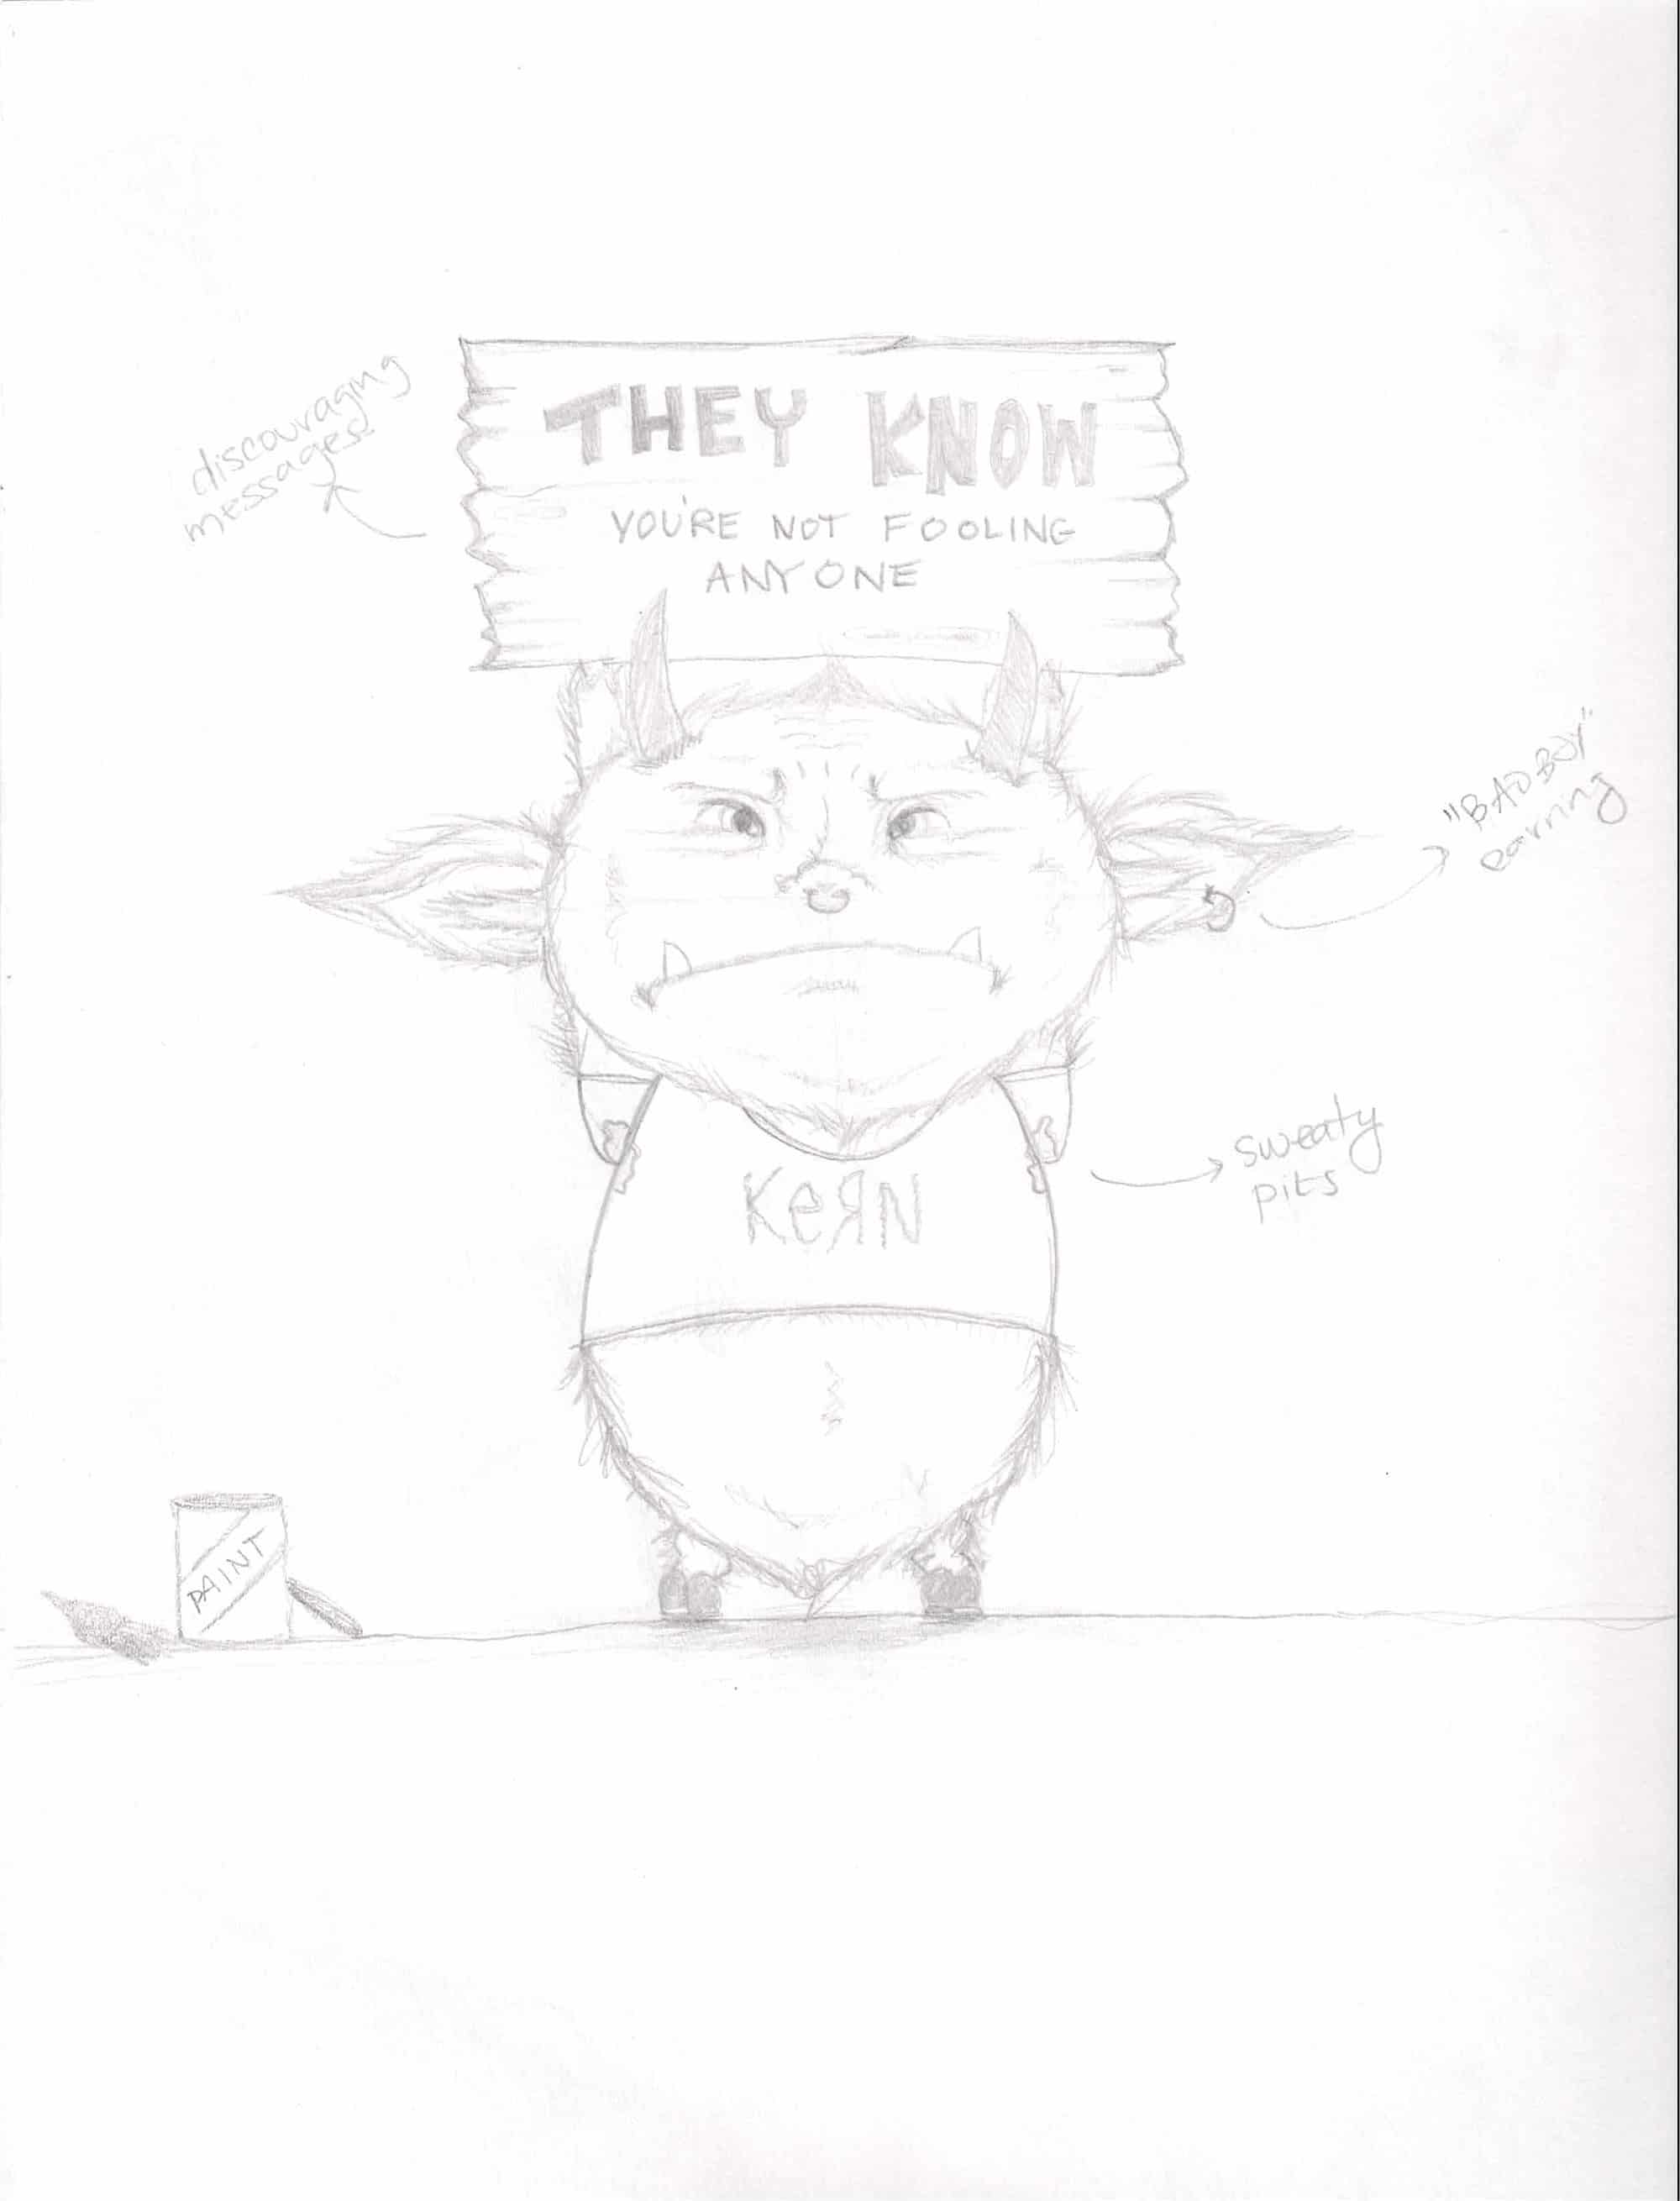 THEY KNOW
YOU'RE NOT FOOLING
ANYONE
discouraging
messages
"BAD BOY"
earring
sweaty
pits
KeЯN
PAINT